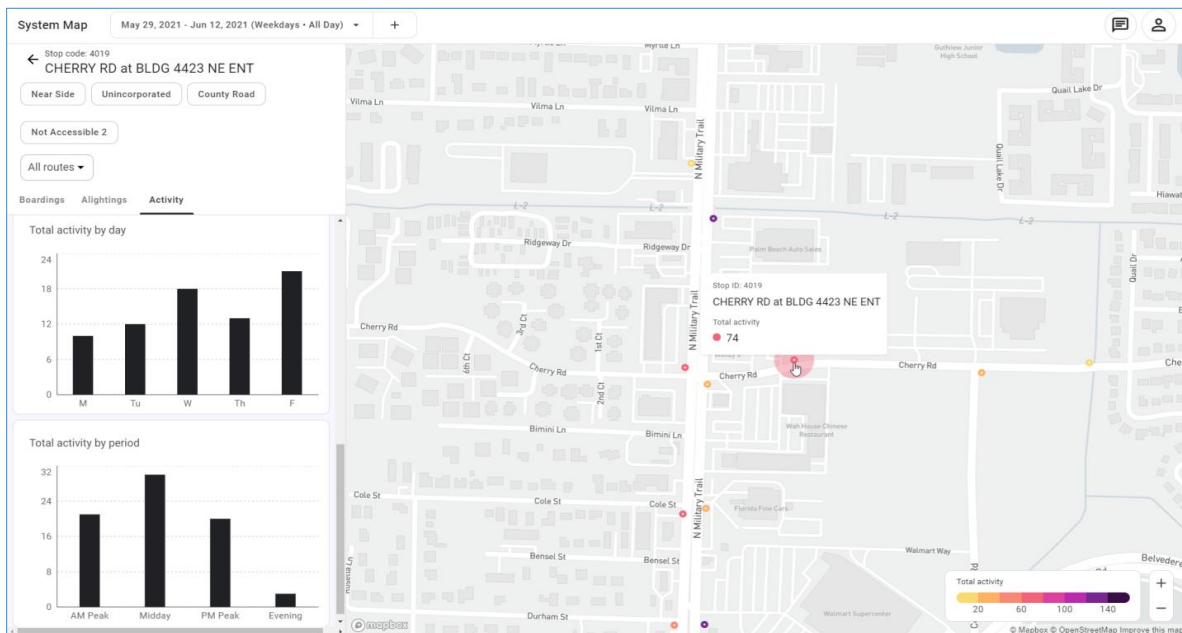 System Map
May 29, 2021 - Jun 12, 2021 (Weekdays • All Day)
+
Stop code: 4019
CHERRY RD at BLDG 4423 NE ENT
Near Side
Unincorporated
County Road
Not Accessible 2
All routes
Boardings
Alightings
Activity
Total activity by day
24
18
12
6
0
M
Tu
W
Th
F
Total activity by period
32
24
16
8
0
AM Peak
Midday
PM Peak
Evening
Myrtle Ln
Guthview Junior
High School
Quail Lake Dr
Vilma Ln
Vilma Ln
Vilma Ln
N Military Trail
Quail Lake Dr
Hiawat
L-2
L-2
L-2
L-2
Ridgeway Dr
Ridgeway Dr
Palm Beach Auto Sales
Quail Dr
Stop ID: 4019
CHERRY RD at BLDG 4423 NE ENT
Total activity
74
N Military Trail
Cherry Rd
3rd Ct
1st Ct
6th Ct
Cherry Rd
2nd Ct
Cherry Rd
Cherry Rd
Che
Bimini Ln
Bimini Ln
Wah House Chinese
Restaurant
Cole St
Cole St
Cole St
N Military Trail
Florida Fine Cars
Bensel St
Bensel St
Walmart Way
Belvedere
Walmart Supercenter
Durham St
Total activity
20
60
100
140
+
−
mapbox
© Mapbox © OpenStreetMap Improve this map